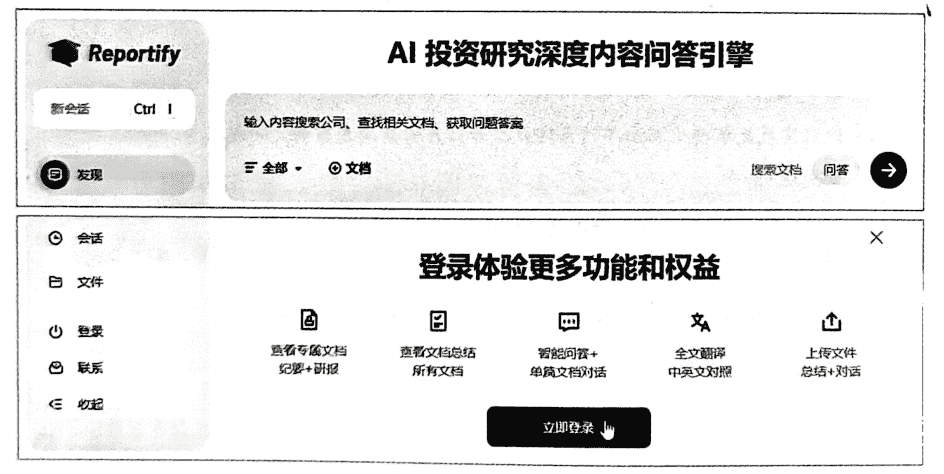 Reportify
新会话 Ctrl I
发现
AI 投资研究深度内容问答引擎
输入内容搜索公司、查找相关文档、获取问题答案
全部 文档
搜索文档 问答
会话
文件
登录
联系
收起
登录体验更多功能和权益
查看专属文档
纪要+研报
查看文档总结
所有文档
智能问答+
单篇文档对话
全文翻译
中英文对照
上传文件
总结+对话
立即登录